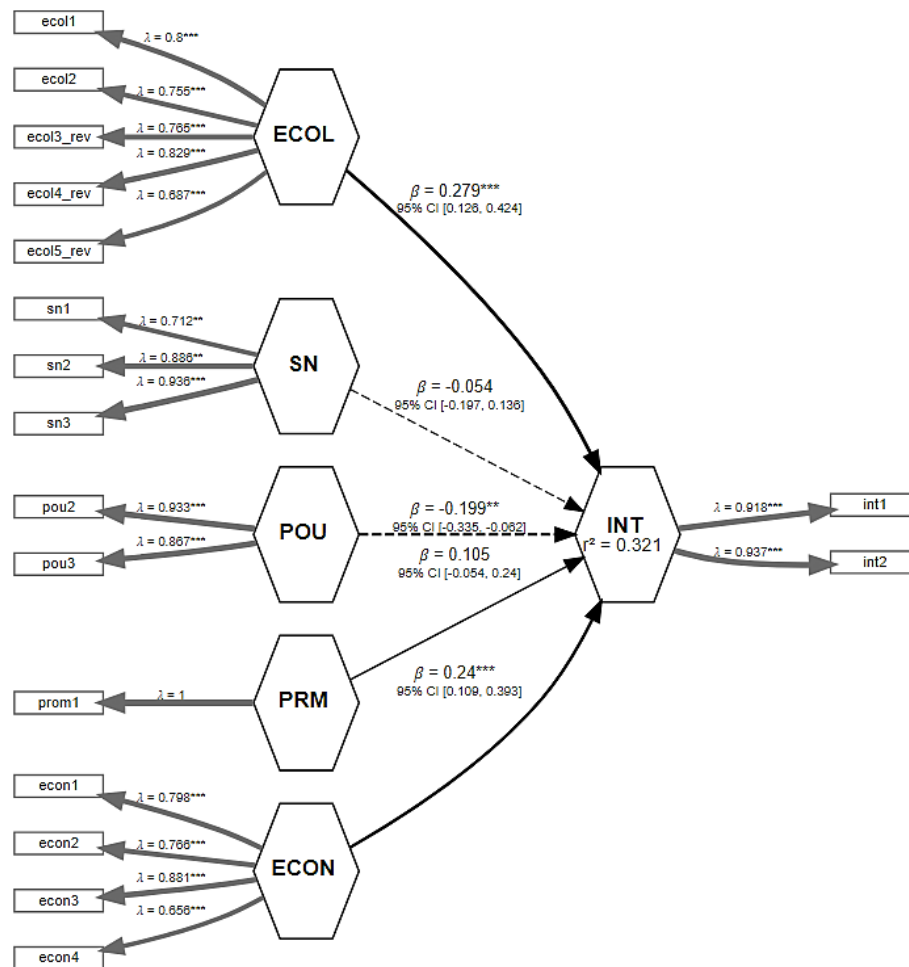 ecol1
λ = 0.8***
ecol2
λ = 0.755***
ecol3_rev
λ = 0.765***
ecol4_rev
λ = 0.829***
ecol5_rev
λ = 0.687***
ECOL
β = 0.279***
95% CI [0.126, 0.424]
sn1
λ = 0.712**
sn2
λ = 0.886**
sn3
λ = 0.936***
SN
β = -0.054
95% CI [-0.197, 0.136]
pou2
λ = 0.933***
pou3
λ = 0.867***
POU
β = -0.199**
95% CI [-0.335, -0.062]
β = 0.105
95% CI [-0.054, 0.24]
INT
r² = 0.321
λ = 0.918***
int1
λ = 0.937***
int2
prom1
λ = 1
PRM
β = 0.24***
95% CI [0.109, 0.393]
econ1
λ = 0.798***
econ2
λ = 0.766***
econ3
λ = 0.881***
econ4
λ = 0.656***
ECON